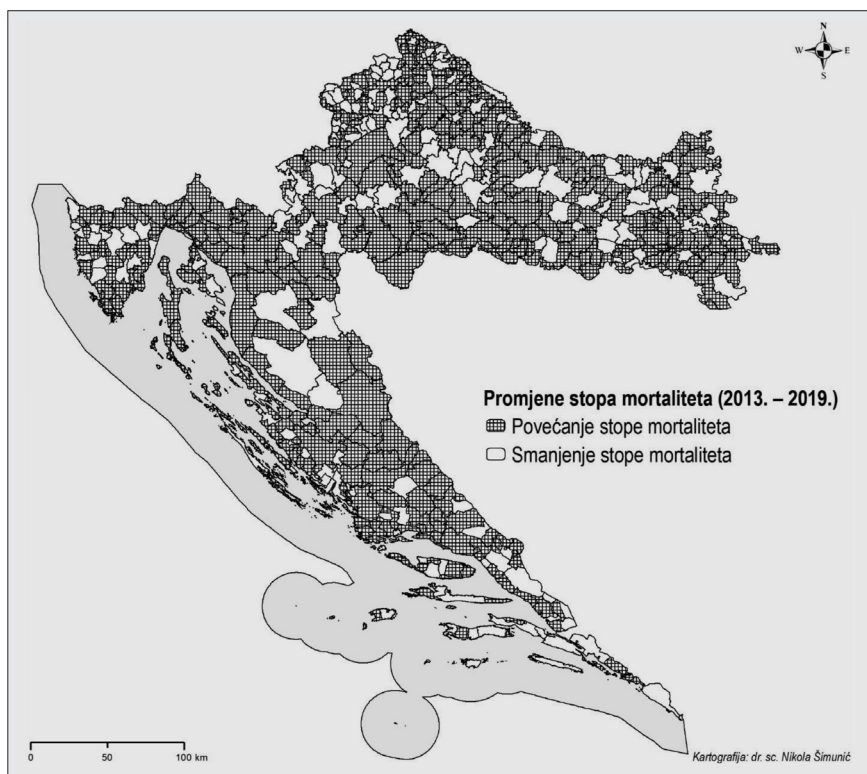 N
W E
S
Promjene stopa mortaliteta (2013. – 2019.)
Povećanje stope mortaliteta
Smanjenje stope mortaliteta
0 50 100 km
Kartografija: dr. sc. Nikola Šimunić